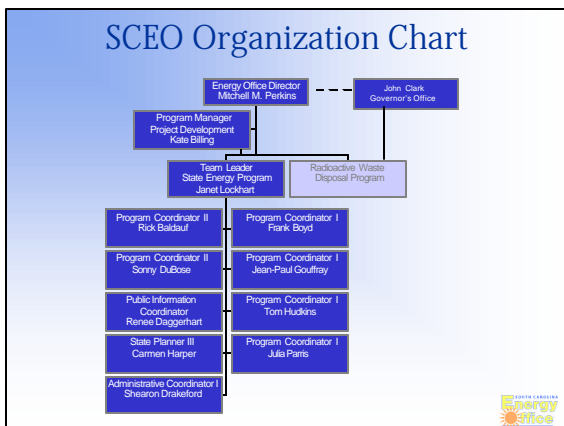 SCEO Organization Chart
Energy Office Director
Mitchell M. Perkins
John Clark
Governor's Office
Program Manager
Project Development
Kate Billing
Team Leader
State Energy Program
Janet Lockhart
Radioactive Waste
Disposal Program
Program Coordinator II
Rick Baldauf
Program Coordinator I
Frank Boyd
Program Coordinator II
Sonny DuBose
Program Coordinator I
Jean-Paul Gouffray
Public Information
Coordinator
Renee Daggerhart
Program Coordinator I
Tom Hudkins
State Planner III
Carmen Harper
Program Coordinator I
Julia Parris
Administrative Coordinator I
Shearon Drakeford
SOUTH CAROLINA
Energy
Office